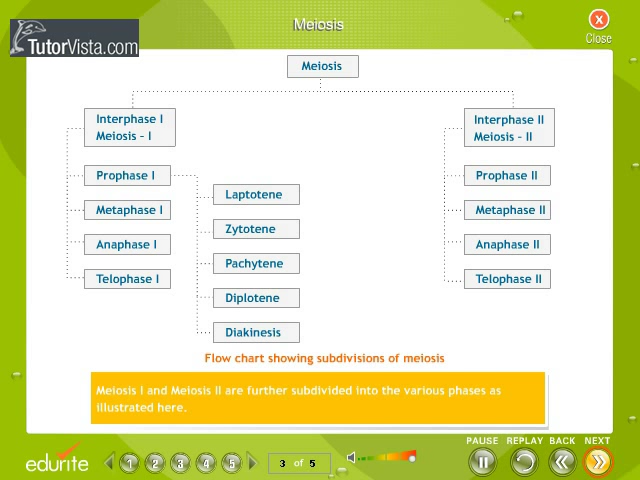 Meiosis
TutorVista.com
x
Close
Meiosis
Interphase I
Meiosis - I
Interphase II
Meiosis - II
Prophase I
Metaphase I
Anaphase I
Telophase I
Laptotene
Zytotene
Pachytene
Diplotene
Diakinesis
Prophase II
Metaphase II
Anaphase II
Telophase II
Flow chart showing subdivisions of meiosis
Meiosis I and Meiosis II are further subdivided into the various phases as
illustrated here.
PAUSE REPLAY BACK NEXT
edurite
1 2 3 4 5
3 of 5